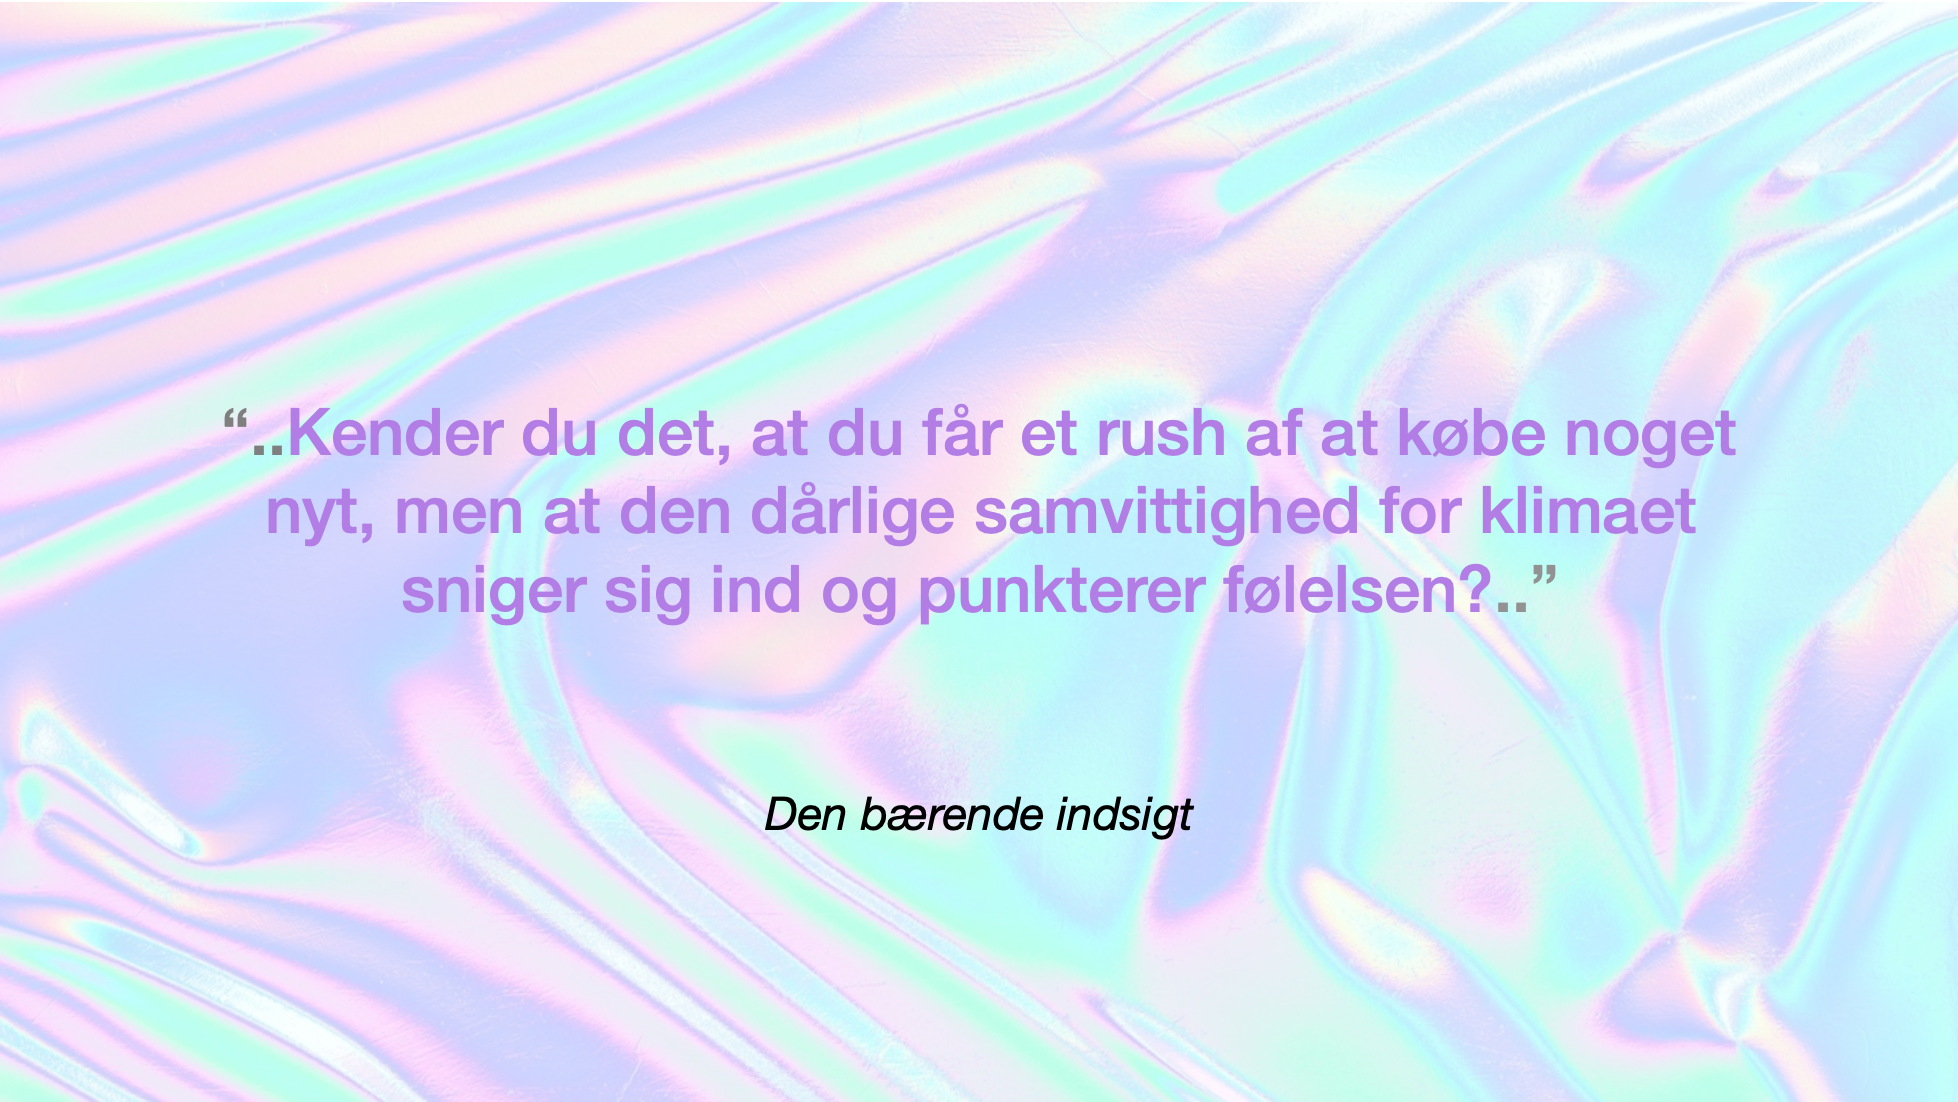 “..Kender du det, at du får et rush af at købe noget
nyt, men at den dårlige samvittighed for klimaet
sniger sig ind og punkterer følelsen?..”
Den bærende indsigt